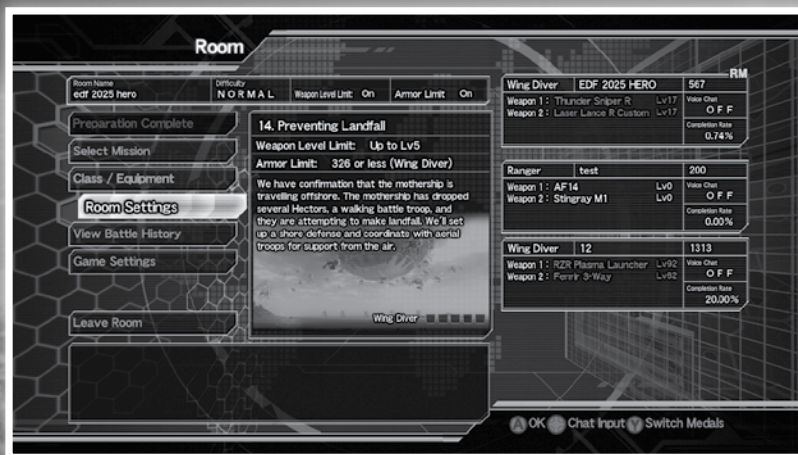 Room
Room Name
edf 2025 hero
Difficulty
NORMAL
Weapon Level Limit On
Armor Limit On
Preparation Complete
Select Mission
Class / Equipment
Room Settings
View Battle History
Game Settings
Leave Room
14. Preventing Landfall
Weapon Level Limit: Up to Lv5
Armor Limit: 326 or less (Wing Diver)
We have confirmation that the mothership is
travelling offshore. The mothership has dropped
several Hectors, a walking battle troop, and
they are attempting to make landfall. We'll set
up a shore defense and coordinate with aerial
troops for support from the air.
Wing Diver
RM
Wing Diver EDF 2025 HERO 567
Weapon 1: Thunder Sniper R Lv17
Weapon 2: Laser Lance R Custom Lv17
Voice Chat
OFF
Completion Rate
0.74%
Ranger test 200
Weapon 1: AF14 Lv0
Weapon 2: Stingray M1 Lv0
Voice Chat
OFF
Completion Rate
0.00%
Wing Diver 12 1313
Weapon 1: RZR Plasma Launcher Lv92
Weapon 2: Fenrir 3-Way Lv82
Voice Chat
OFF
Completion Rate
20.00%
A OK Chat Input Y Switch Medals